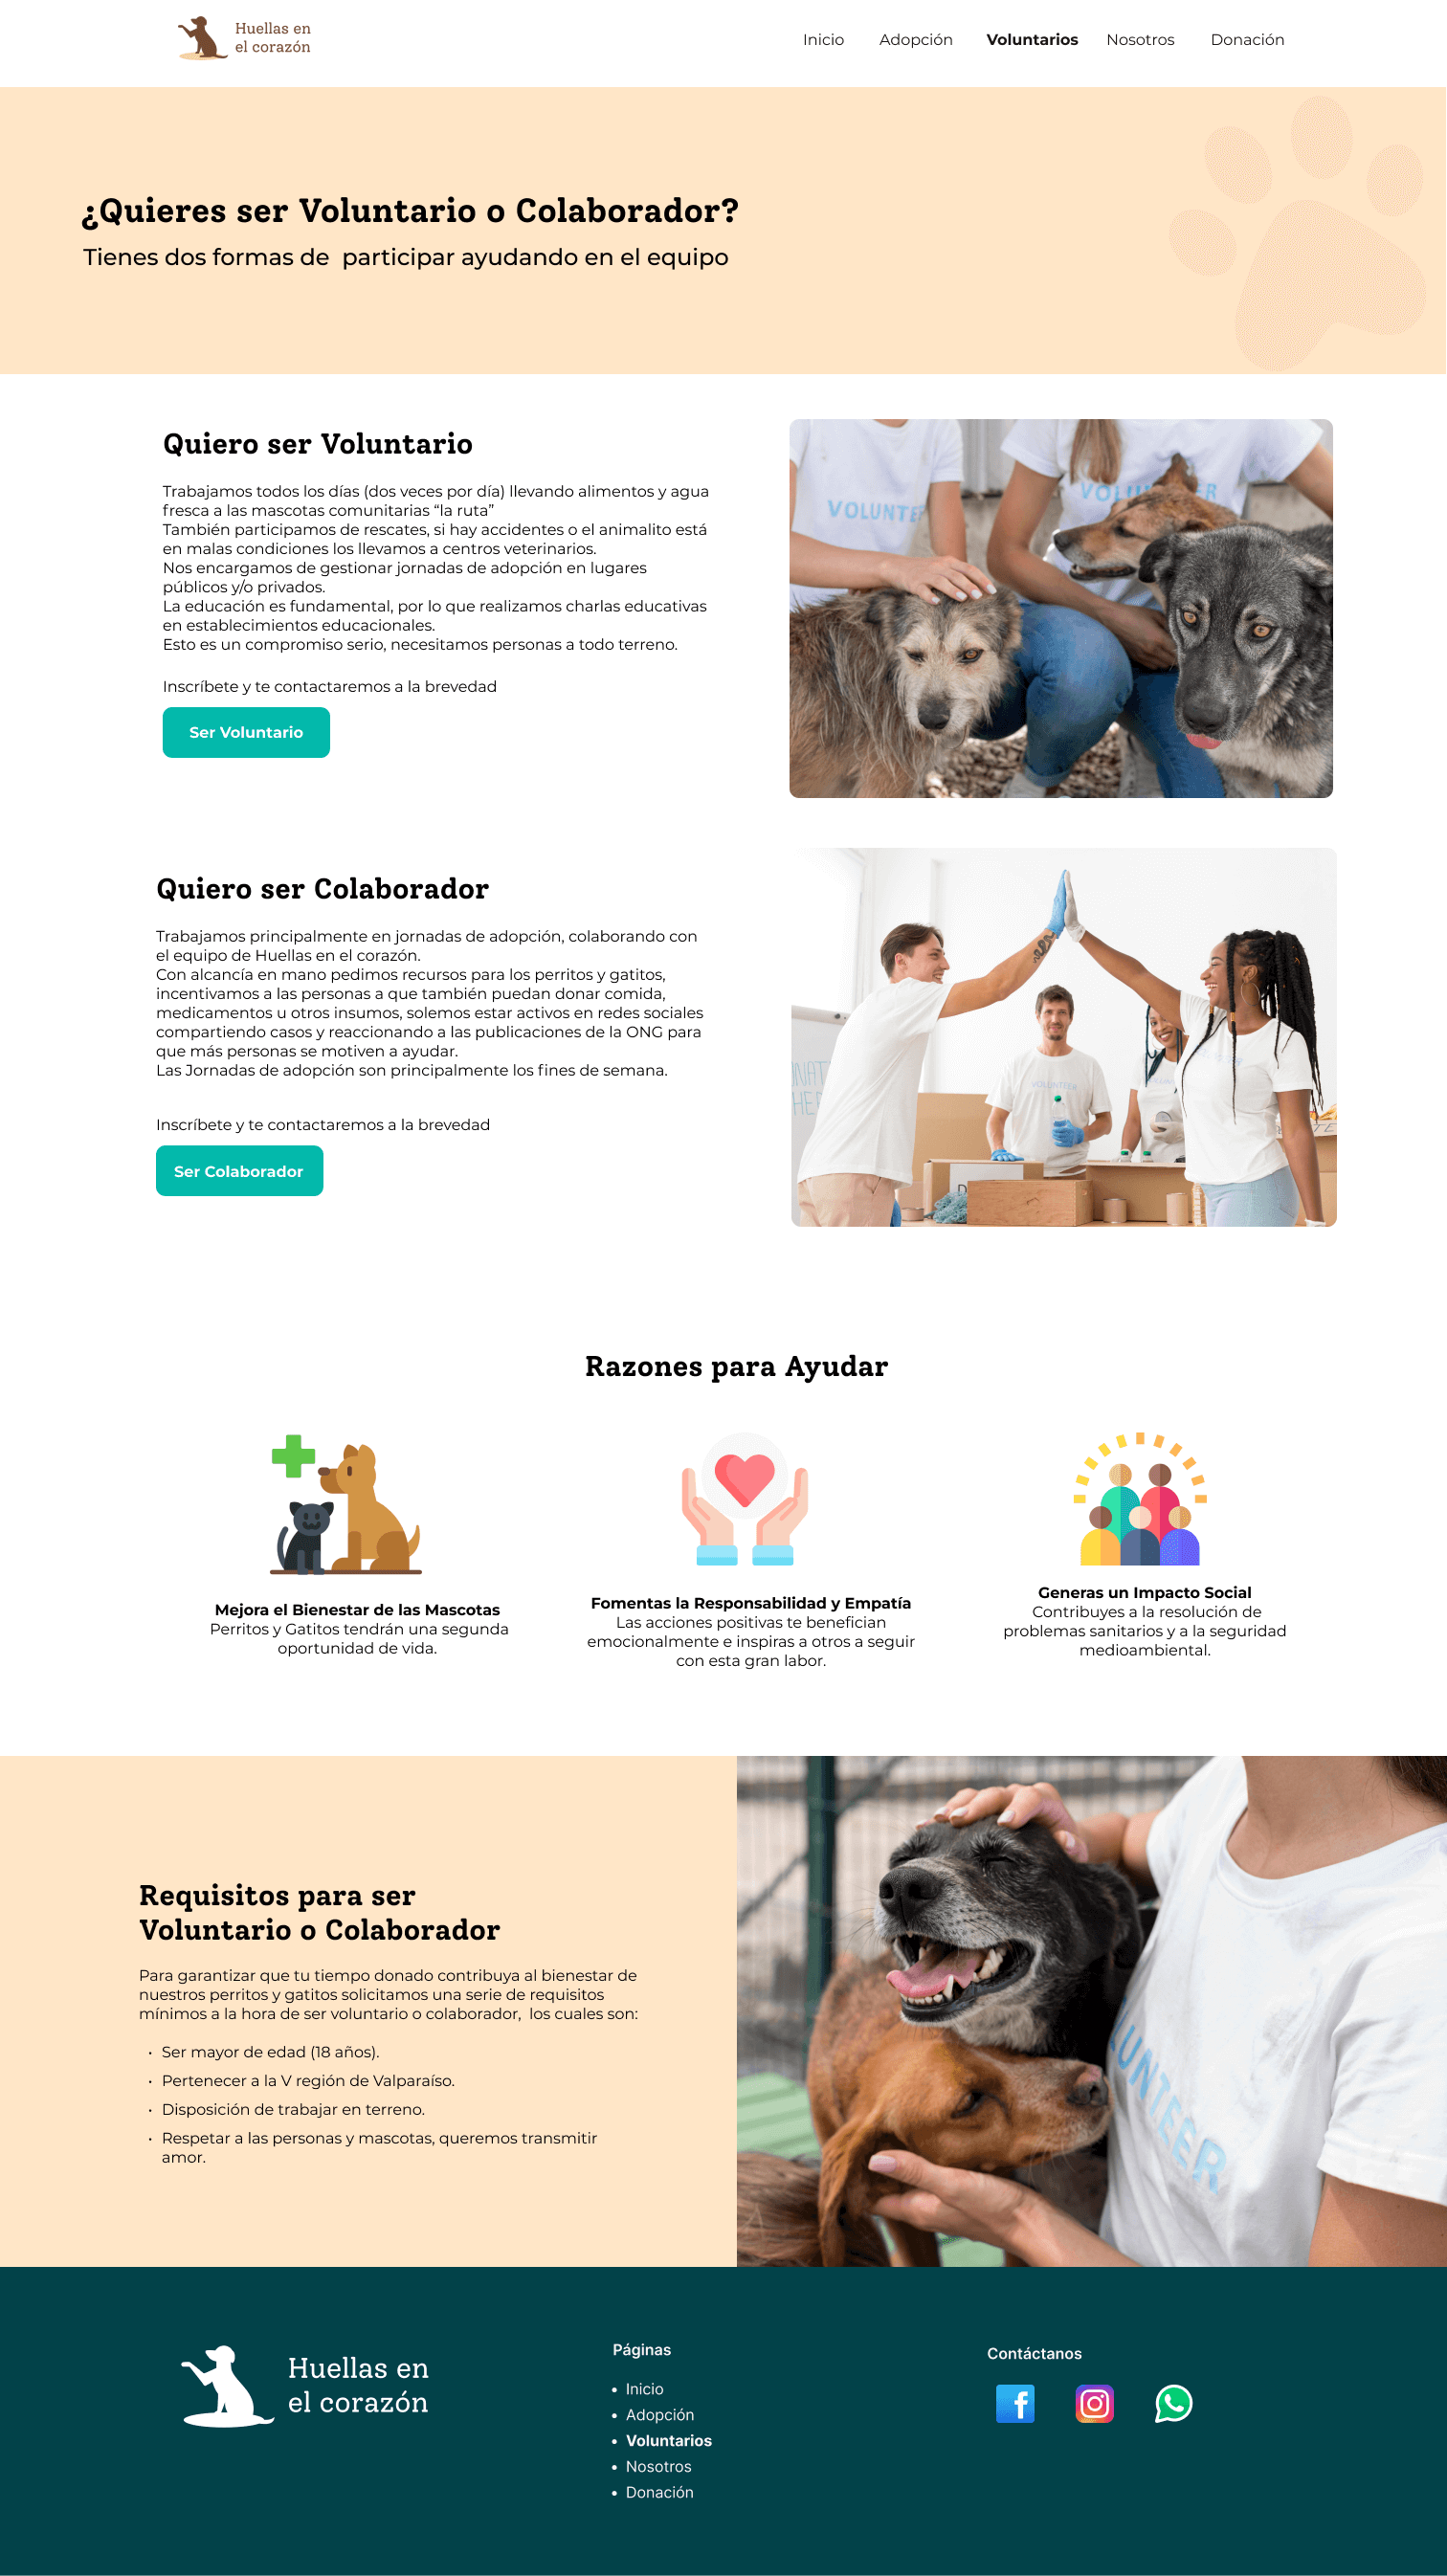 Huellas en
el corazón
Inicio
Adopción
Voluntarios
Nosotros
Donación
¿Quieres ser Voluntario o Colaborador?
Tienes dos formas de  participar ayudando en el equipo
Quiero ser Voluntario
Trabajamos todos los días (dos veces por día) llevando alimentos y agua
fresca a las mascotas comunitarias “la ruta”
También participamos de rescates, si hay accidentes o el animalito está
en malas condiciones los llevamos a centros veterinarios.
Nos encargamos de gestionar jornadas de adopción en lugares
públicos y/o privados.
La educación es fundamental, por lo que realizamos charlas educativas
en establecimientos educacionales.
Esto es un compromiso serio, necesitamos personas a todo terreno.
Inscríbete y te contactaremos a la brevedad
Ser Voluntario
Quiero ser Colaborador
Trabajamos principalmente en jornadas de adopción, colaborando con
el equipo de Huellas en el corazón.
Con alcancía en mano pedimos recursos para los perritos y gatitos,
incentivamos a las personas a que también puedan donar comida,
medicamentos u otros insumos, solemos estar activos en redes sociales
compartiendo casos y reaccionando a las publicaciones de la ONG para
que más personas se motiven a ayudar.
Las Jornadas de adopción son principalmente los fines de semana.
Inscríbete y te contactaremos a la brevedad
Ser Colaborador
VOLUNTEER
Razones para Ayudar
Mejora el Bienestar de las Mascotas
Perritos y Gatitos tendrán una segunda
oportunidad de vida.
Fomentas la Responsabilidad y Empatía
Las acciones positivas te benefician
emocionalmente e inspiras a otros a seguir
con esta gran labor.
Generas un Impacto Social
Contribuyes a la resolución de
problemas sanitarios y a la seguridad
medioambiental.
Requisitos para ser
Voluntario o Colaborador
Para garantizar que tu tiempo donado contribuya al bienestar de
nuestros perritos y gatitos solicitamos una serie de requisitos
mínimos a la hora de ser voluntario o colaborador,  los cuales son:
• Ser mayor de edad (18 años).
• Pertenecer a la V región de Valparaíso.
• Disposición de trabajar en terreno.
• Respetar a las personas y mascotas, queremos transmitir
amor.
Huellas en
el corazón
Páginas
• Inicio
• Adopción
• Voluntarios
• Nosotros
• Donación
Contáctanos